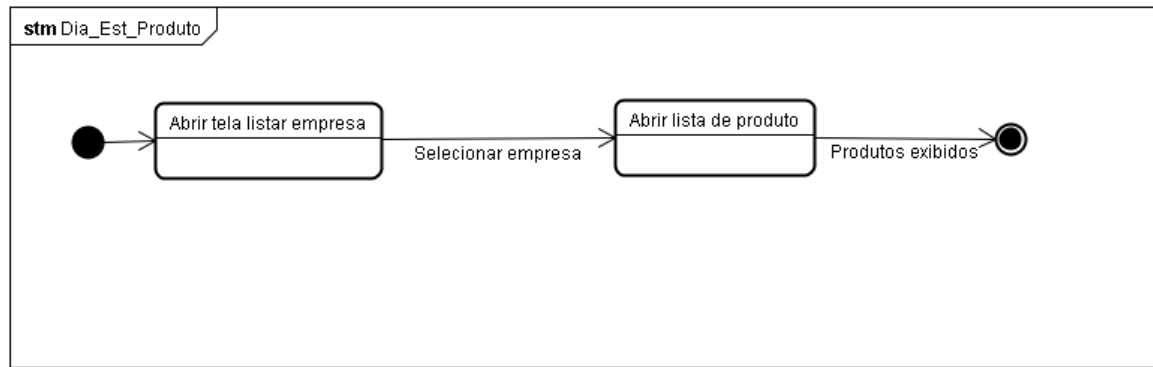 stm Dia_Est_Produto
Abrir tela listar empresa
Selecionar empresa
Abrir lista de produto
Produtos exibidos